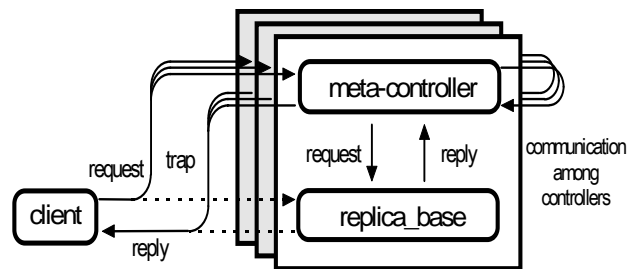 meta-controller
request
trap
request
reply
communication
among
controllers
client
replica_base
reply